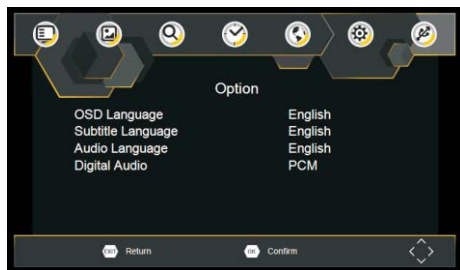 Option
OSD Language English
Subtitle Language English
Audio Language English
Digital Audio PCM
EXIT Return OK Confirm